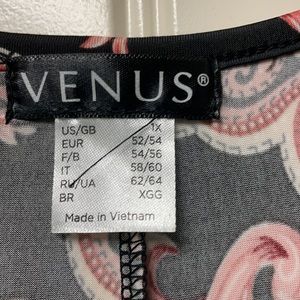 VENUS®
US/GB 1X
EUR 52/54
F/B 54/56
IT 58/60
RU/UA 62/64
BR XGG
Made in Vietnam